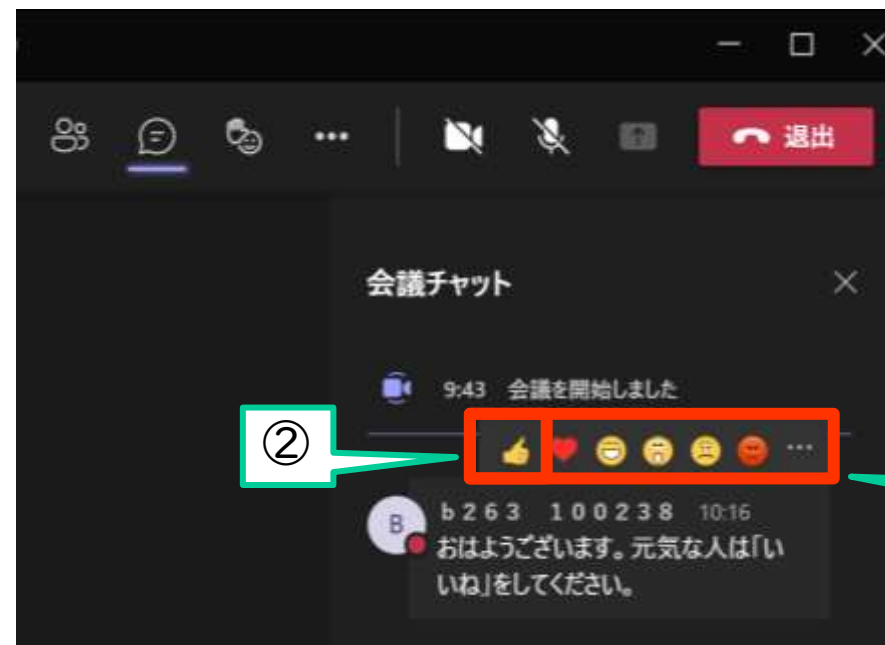 退出
会議チャット
9:43 会議を開始しました
②
B
ｂ２６３ １００２３８ 10:16
おはようございます。元気な人は「い
いね」をしてください。